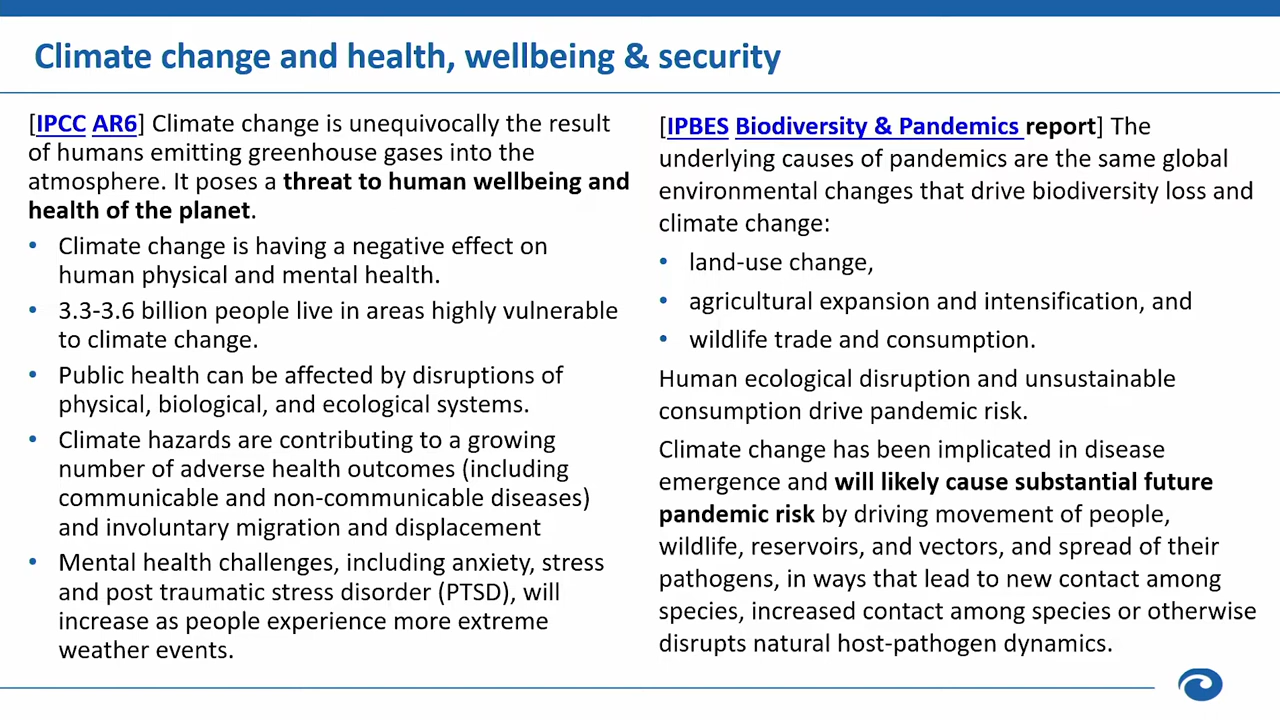 Climate change and health, wellbeing & security
[IPCC AR6] Climate change is unequivocally the result
of humans emitting greenhouse gases into the
atmosphere. It poses a threat to human wellbeing and
health of the planet.
• Climate change is having a negative effect on
human physical and mental health.
• 3.3-3.6 billion people live in areas highly vulnerable
to climate change.
• Public health can be affected by disruptions of
physical, biological, and ecological systems.
• Climate hazards are contributing to a growing
number of adverse health outcomes (including
communicable and non-communicable diseases)
and involuntary migration and displacement
• Mental health challenges, including anxiety, stress
and post traumatic stress disorder (PTSD), will
increase as people experience more extreme
weather events.
[IPBES Biodiversity & Pandemics report] The
underlying causes of pandemics are the same global
environmental changes that drive biodiversity loss and
climate change:
• land-use change,
• agricultural expansion and intensification, and
• wildlife trade and consumption.
Human ecological disruption and unsustainable
consumption drive pandemic risk.
Climate change has been implicated in disease
emergence and will likely cause substantial future
pandemic risk by driving movement of people,
wildlife, reservoirs, and vectors, and spread of their
pathogens, in ways that lead to new contact among
species, increased contact among species or otherwise
disrupts natural host-pathogen dynamics.